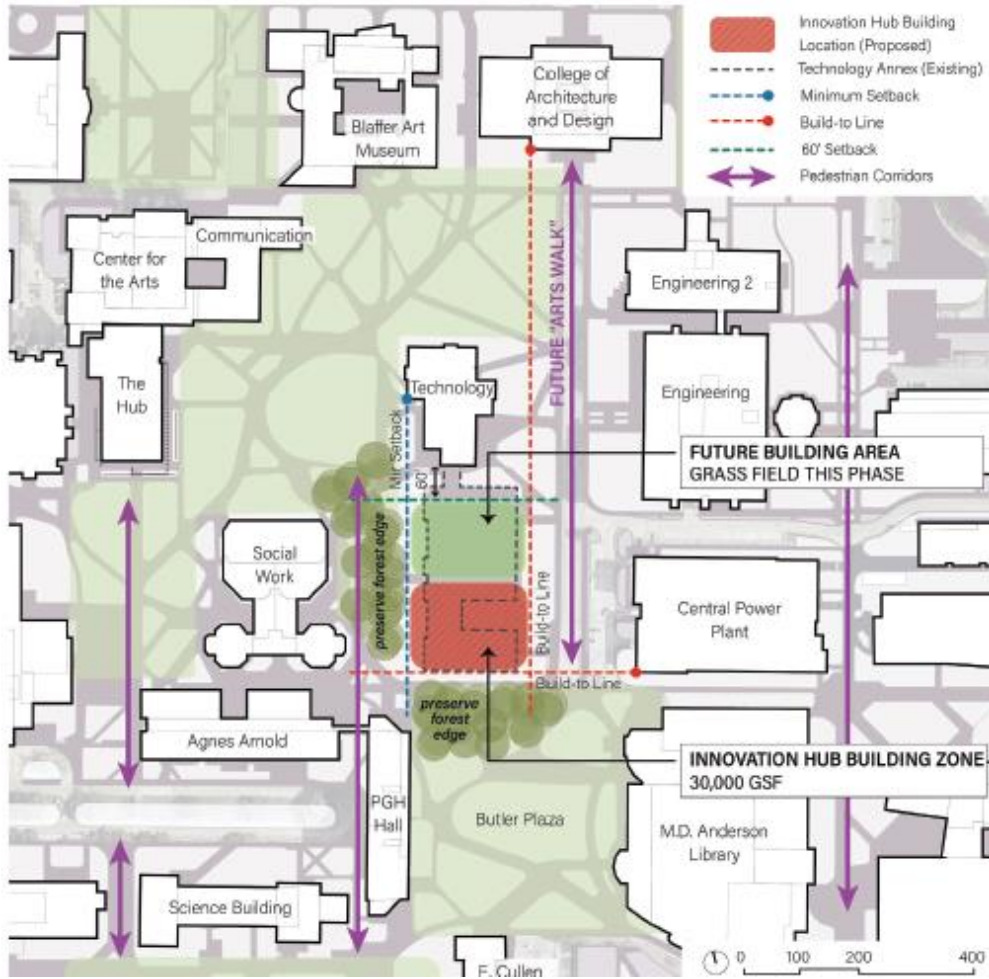 Innovation Hub Building
Location (Proposed)
Technology Annex (Existing)
Minimum Setback
Build-to Line
60' Setback
Pedestrian Corridors
College of
Architecture
and Design
Blaffer Art
Museum
Communication
Center for
the Arts
Engineering 2
FUTURE "ARTS WALK"
The
Hub
Technology
Engineering
Min Setback
60'
FUTURE BUILDING AREA
GRASS FIELD THIS PHASE
preserve forest edge
Social
Work
Build-to Line
Central Power
Plant
Build-to Line
preserve
forest
edge
Agnes Arnold
INNOVATION HUB BUILDING ZONE
30,000 GSF
PGH
Hall
Butler Plaza
M.D. Anderson
Library
Science Building
E. Cullen
0 100 200 400